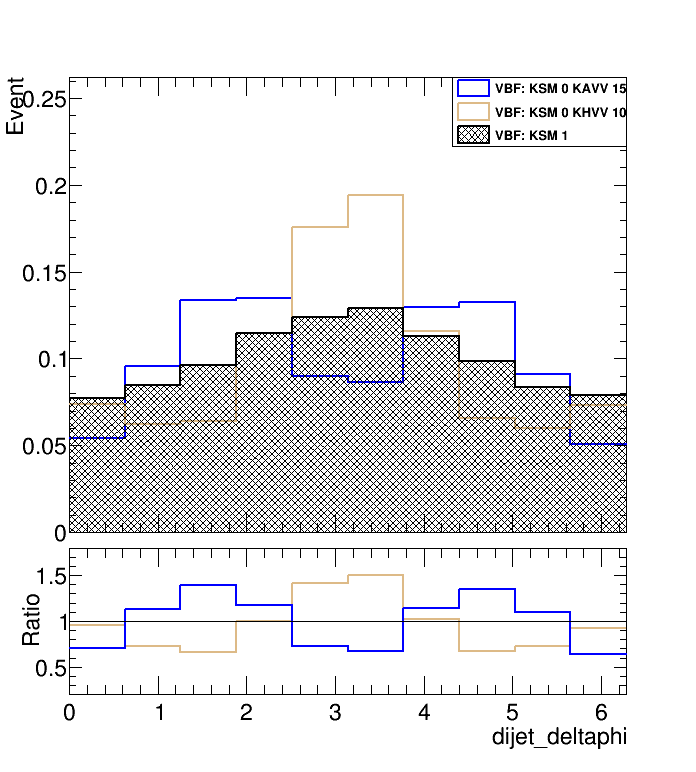 Event
0.25
0.2
0.15
0.1
0.05
0
VBF: KSM 0 KAVV 15
VBF: KSM 0 KHVV 10
VBF: KSM 1
Ratio
1.5
1
0.5
0 1 2 3 4 5 6
dijet_deltaphi